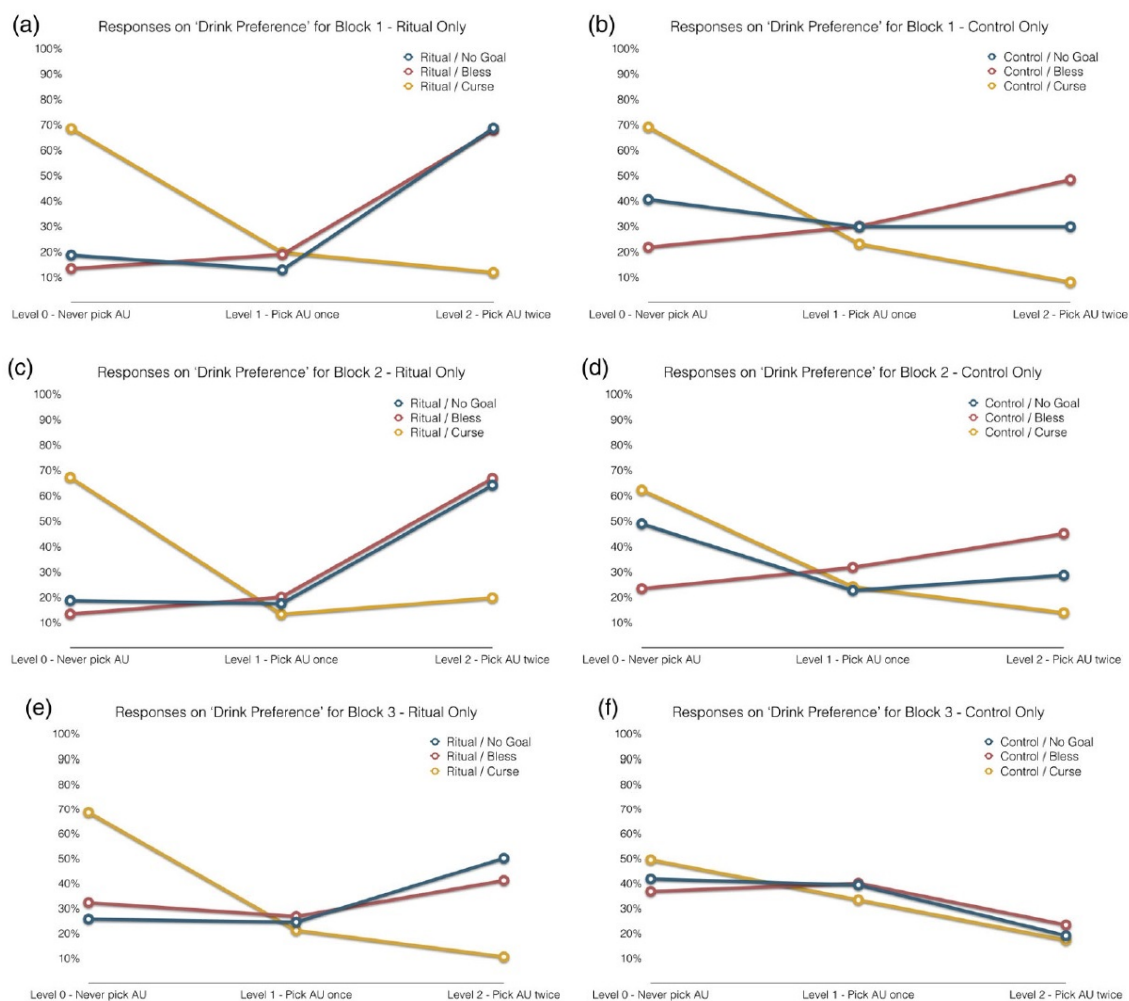 (a)
Responses on 'Drink Preference' for Block 1 - Ritual Only
100%
90%
80%
70%
60%
50%
40%
30%
20%
10%
Ritual / No Goal
Ritual / Bless
Ritual / Curse
Level 0 - Never pick AU
Level 1 - Pick AU once
Level 2 - Pick AU twice
(b)
Responses on 'Drink Preference' for Block 1 - Control Only
100%
90%
80%
70%
60%
50%
40%
30%
20%
10%
Control / No Goal
Control / Bless
Control / Curse
Level 0 - Never pick AU
Level 1 - Pick AU once
Level 2 - Pick AU twice
(c)
Responses on 'Drink Preference' for Block 2 - Ritual Only
100%
90%
80%
70%
60%
50%
40%
30%
20%
10%
Ritual / No Goal
Ritual / Bless
Ritual / Curse
Level 0 - Never pick AU
Level 1 - Pick AU once
Level 2 - Pick AU twice
(d)
Responses on 'Drink Preference' for Block 2 - Control Only
100%
90%
80%
70%
60%
50%
40%
30%
20%
10%
Control / No Goal
Control / Bless
Control / Curse
Level 0 - Never pick AU
Level 1 - Pick AU once
Level 2 - Pick AU twice
(e)
Responses on 'Drink Preference' for Block 3 - Ritual Only
100%
90%
80%
70%
60%
50%
40%
30%
20%
10%
Ritual / No Goal
Ritual / Bless
Ritual / Curse
Level 0 - Never pick AU
Level 1 - Pick AU once
Level 2 - Pick AU twice
(f)
Responses on 'Drink Preference' for Block 3 - Control Only
100%
90%
80%
70%
60%
50%
40%
30%
20%
10%
Control / No Goal
Control / Bless
Control / Curse
Level 0 - Never pick AU
Level 1 - Pick AU once
Level 2 - Pick AU twice